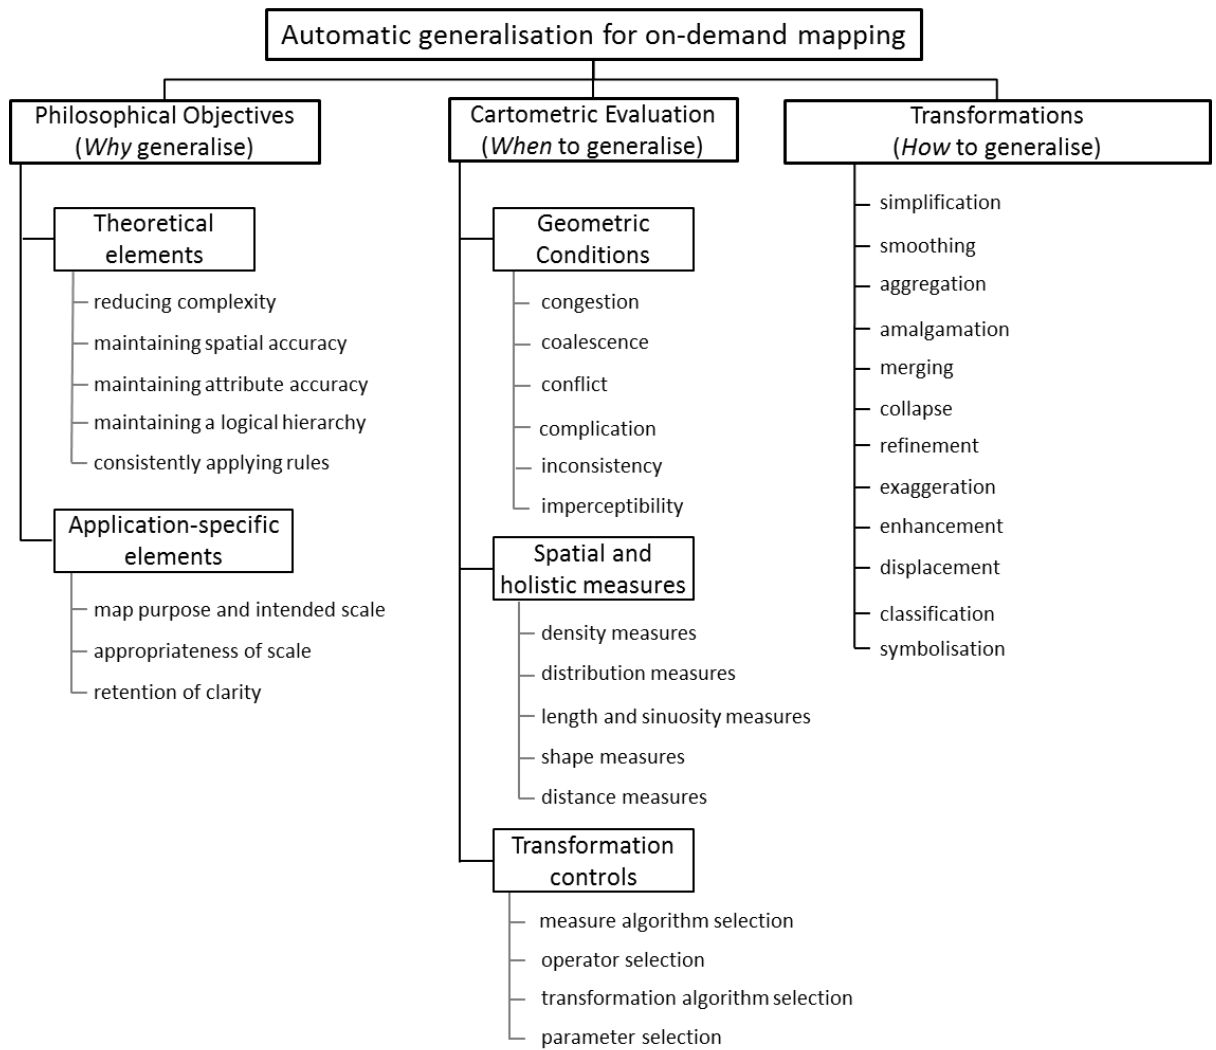 Automatic generalisation for on-demand mapping
Philosophical Objectives
(Why generalise)
Theoretical
elements
reducing complexity
maintaining spatial accuracy
maintaining attribute accuracy
maintaining a logical hierarchy
consistently applying rules
Application-specific
elements
map purpose and intended scale
appropriateness of scale
retention of clarity
Cartometric Evaluation
(When to generalise)
Geometric
Conditions
congestion
coalescence
conflict
complication
inconsistency
imperceptibility
Spatial and
holistic measures
density measures
distribution measures
length and sinuosity measures
shape measures
distance measures
Transformation
controls
measure algorithm selection
operator selection
transformation algorithm selection
parameter selection
Transformations
(How to generalise)
simplification
smoothing
aggregation
amalgamation
merging
collapse
refinement
exaggeration
enhancement
displacement
classification
symbolisation